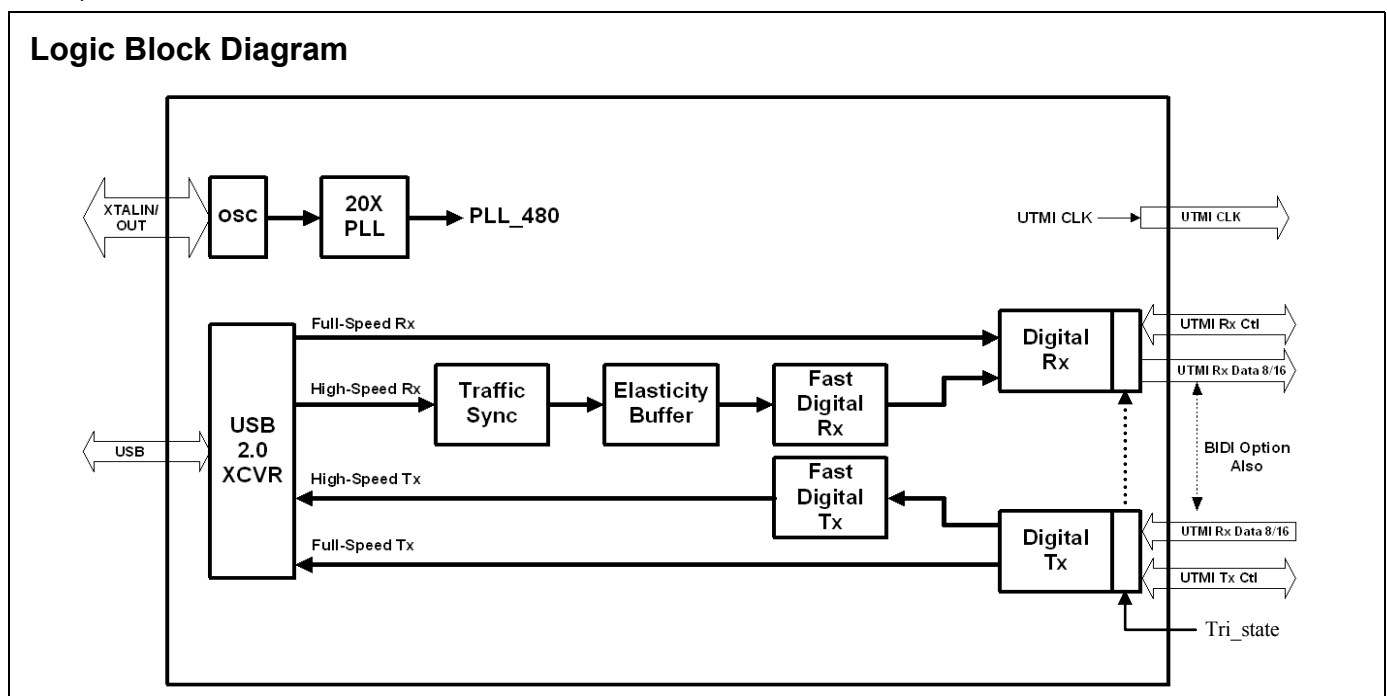 Logic Block Diagram
XTALIN/
OUT
OSC
20X
PLL
PLL_480
UTMI CLK
UTMI CLK
USB
USB
2.0
XCVR
Full-Speed Rx
High-Speed Rx
Traffic
Sync
Elasticity
Buffer
Fast
Digital
Rx
Digital
Rx
UTMI Rx Ctl
UTMI Rx Data 8/16
BIDI Option
Also
High-Speed Tx
Fast
Digital
Tx
Full-Speed Tx
Digital
Tx
UTMI Rx Data 8/16
UTMI Tx Ctl
Tri_state